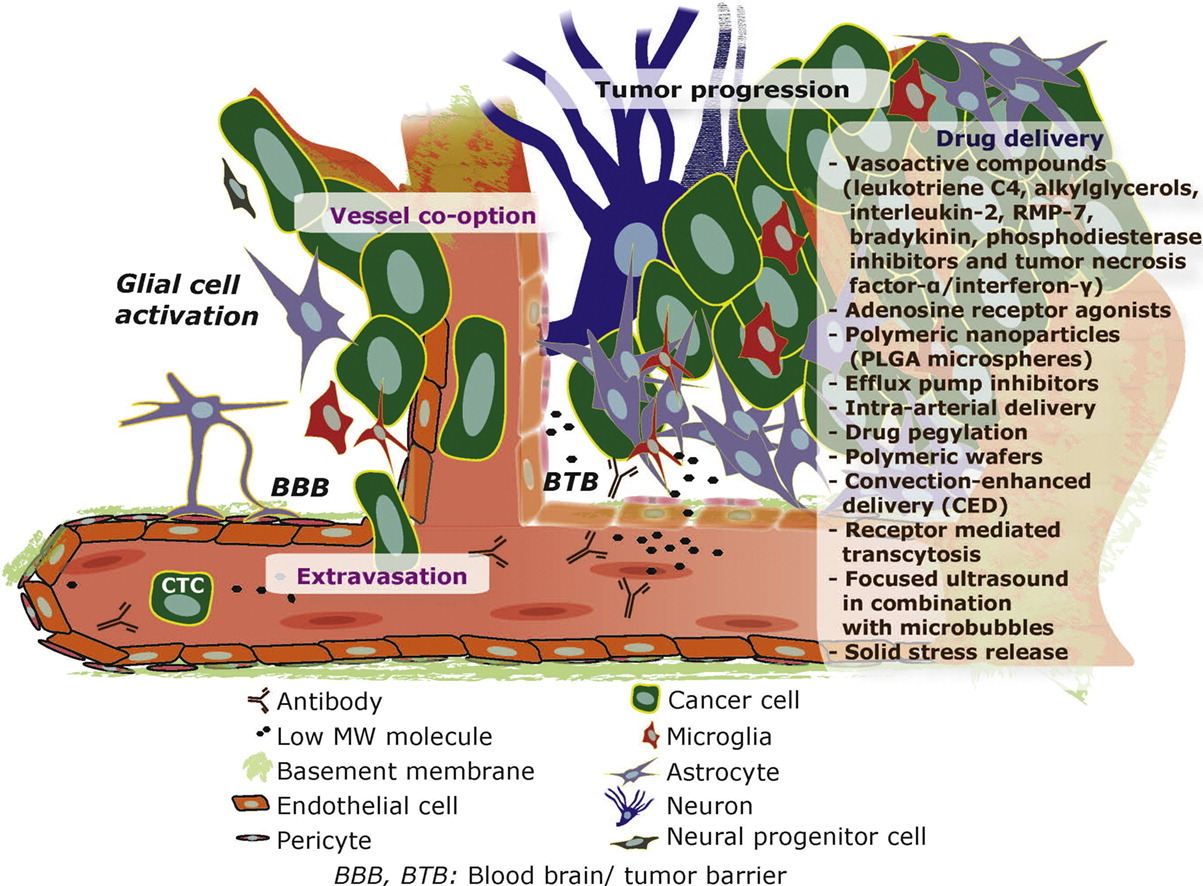 Tumor progression
Drug delivery
- Vasoactive compounds
(leukotriene C4, alkylglycerols,
interleukin-2, RMP-7,
bradykinin, phosphodiesterase
inhibitors and tumor necrosis
factor-α/interferon-γ)
- Adenosine receptor agonists
- Polymeric nanoparticles
(PLGA microspheres)
- Efflux pump inhibitors
- Intra-arterial delivery
- Drug pegylation
- Polymeric wafers
- Convection-enhanced
delivery (CED)
- Receptor mediated
transcytosis
- Focused ultrasound
in combination
with microbubbles
- Solid stress release
Vessel co-option
Glial cell
activation
BBB
BTB
CTC
Extravasation
Antibody
Low MW molecule
Basement membrane
Endothelial cell
Pericyte
Cancer cell
Microglia
Astrocyte
Neuron
Neural progenitor cell
BBB, BTB: Blood brain/ tumor barrier